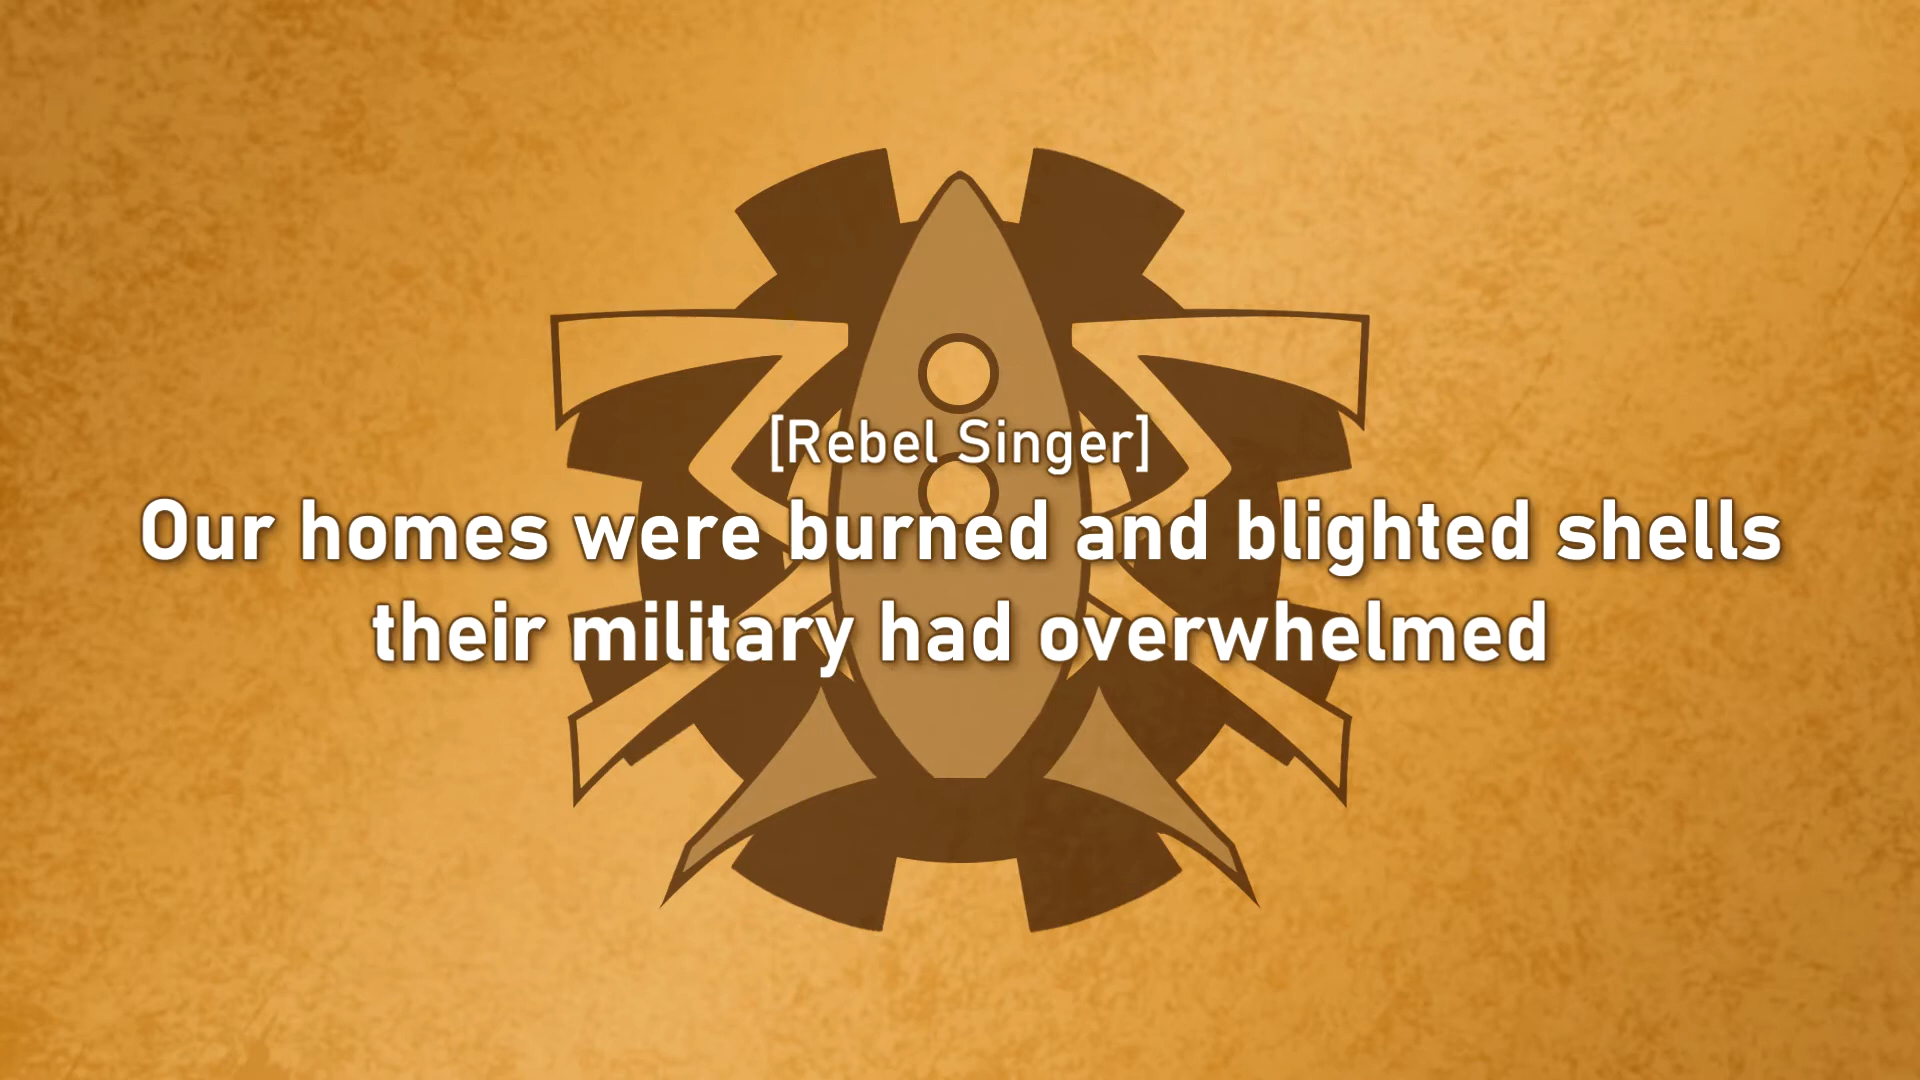 [Rebel Singer]
Our homes were burned and blighted shells
their military had overwhelmed